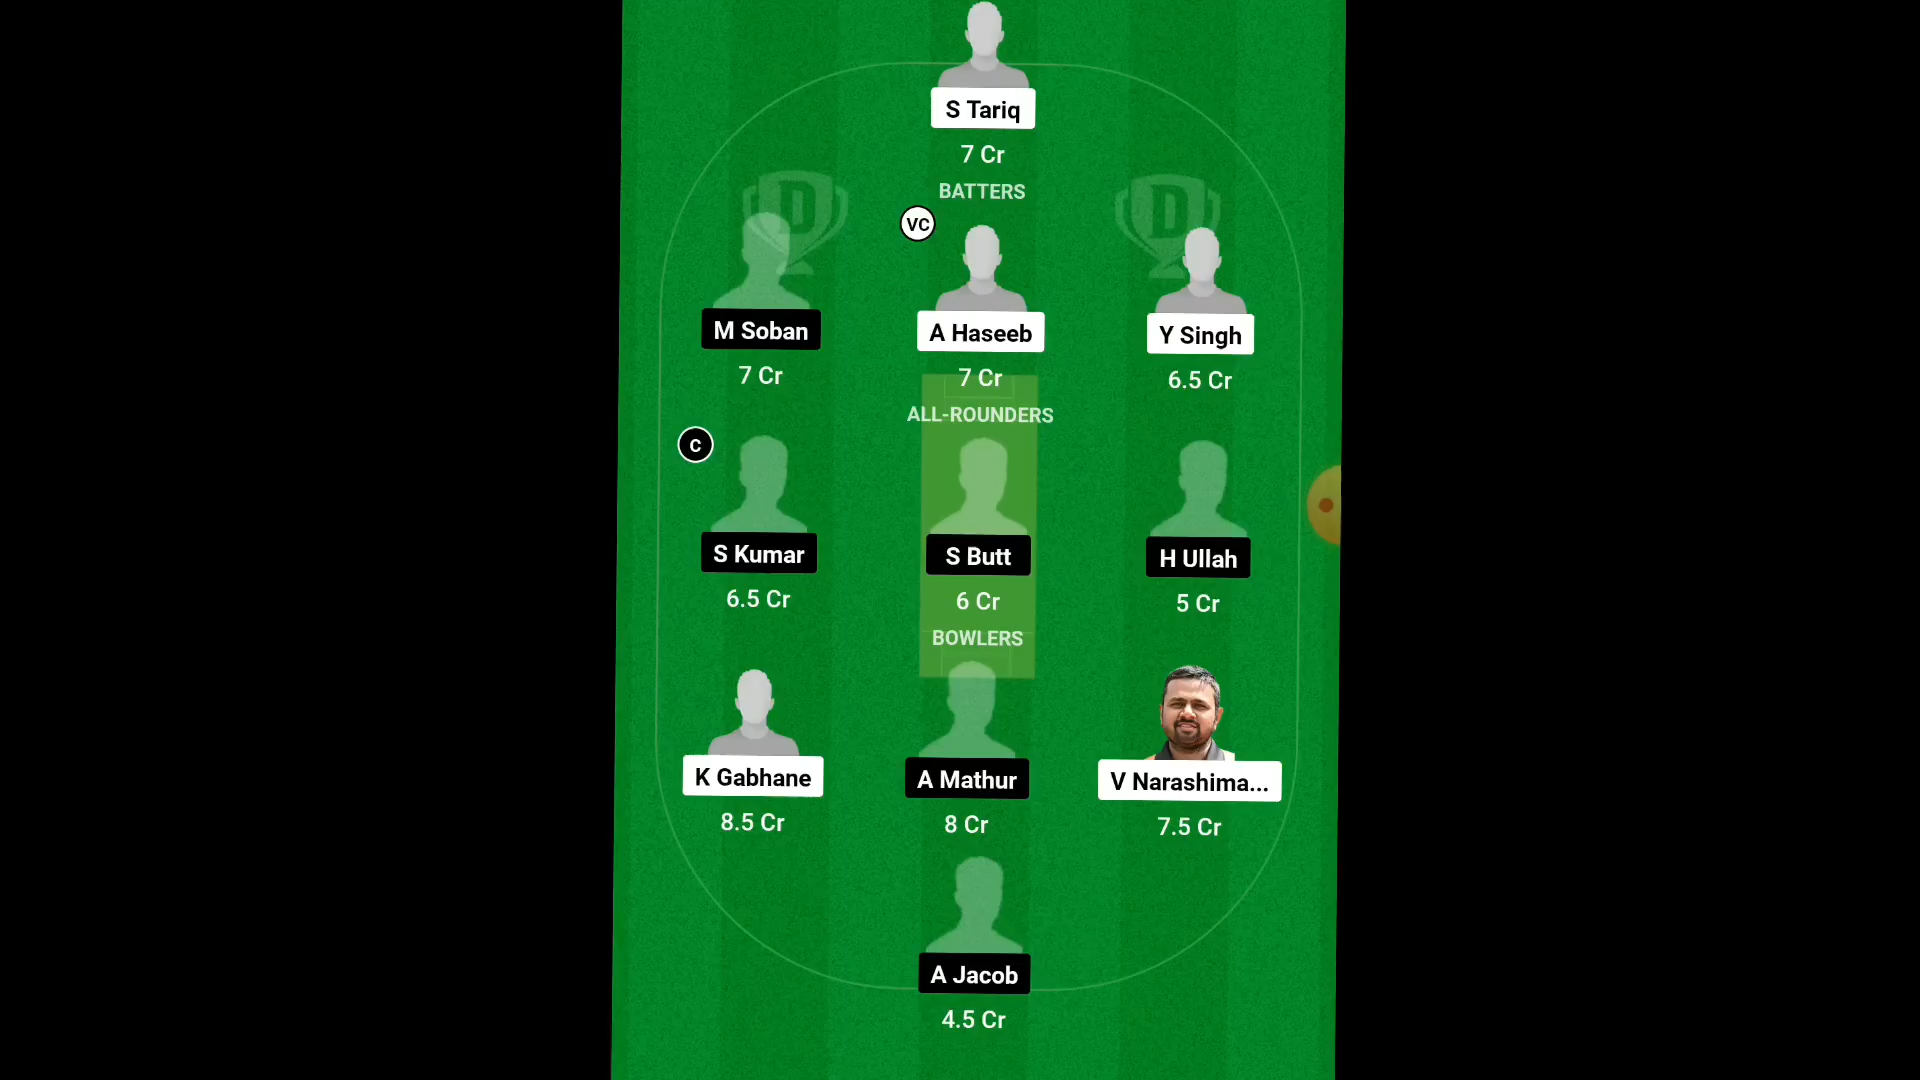 S Tariq
7 Cr
BATTERS
VC
M Soban
A Haseeb
Y Singh
7 Cr
7 Cr
6.5 Cr
ALL-ROUNDERS
C
S Kumar
S Butt
H Ullah
6.5 Cr
6 Cr
5 Cr
BOWLERS
K Gabhane
A Mathur
V Narashima...
8.5 Cr
8 Cr
7.5 Cr
A Jacob
4.5 Cr